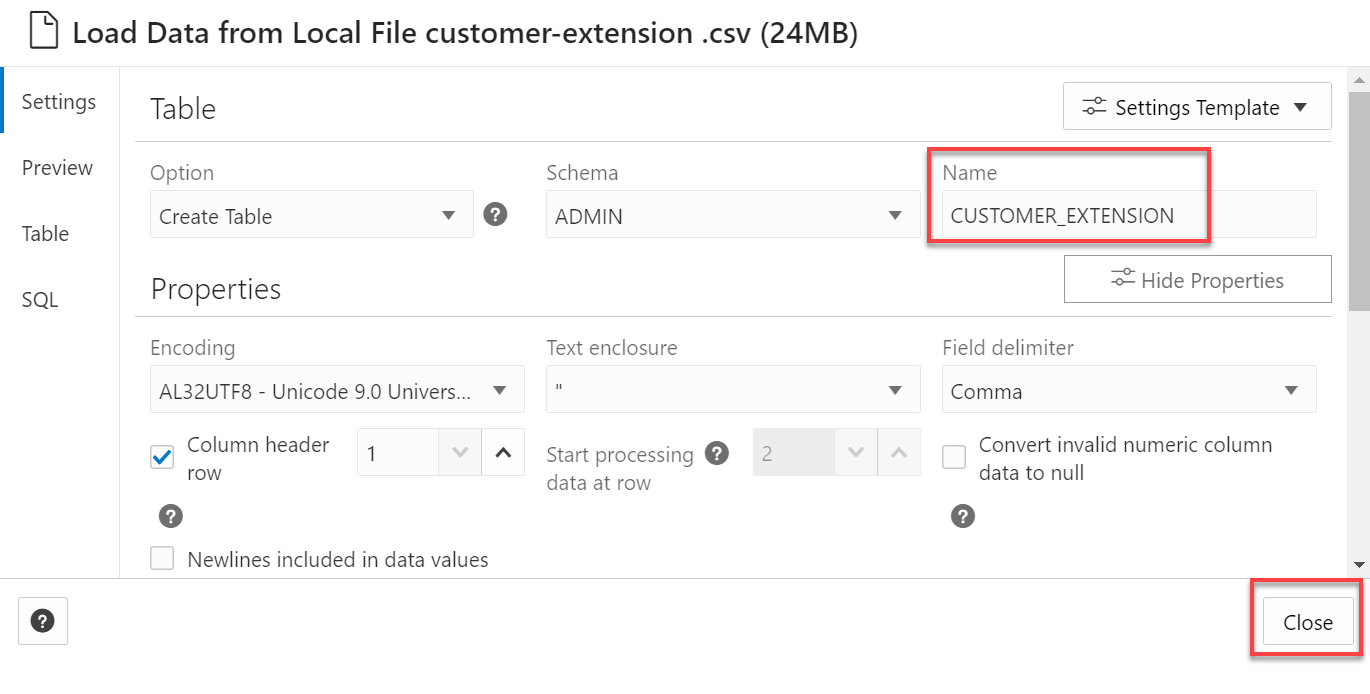 Load Data from Local File customer-extension .csv (24MB)
Settings
Preview
Table
SQL
Table
Settings Template
Option
Schema
Name
Create Table
?
ADMIN
CUSTOMER_EXTENSION
Properties
Hide Properties
Encoding
Text enclosure
Field delimiter
AL32UTF8 - Unicode 9.0 Univers...
"
Comma
Column header
row
1
Start processing
data at row
?
2
Convert invalid numeric column
data to null
?
?
Newlines included in data values
?
Close